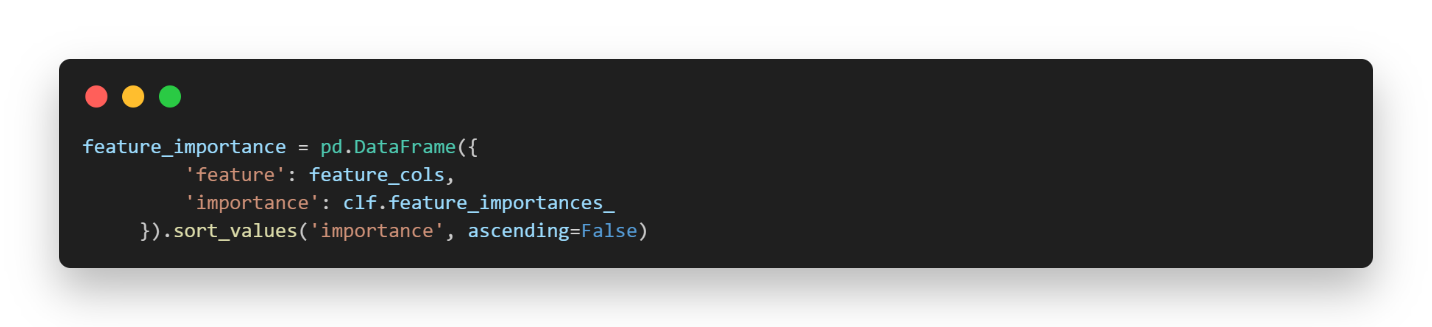 feature_importance = pd.DataFrame({
        'feature': feature_cols,
        'importance': clf.feature_importances_
    }).sort_values('importance', ascending=False)